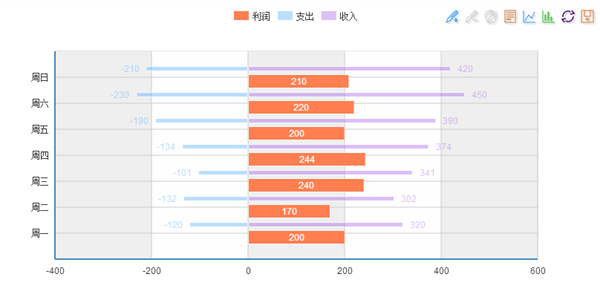 利润 支出 收入
周日 -210 420
210
周六 -230 450
220
周五 -190 390
200
周四 -134 374
244
周三 -101 341
240
周二 -132 302
170
周一 -120 320
200
-400 -200 0 200 400 600